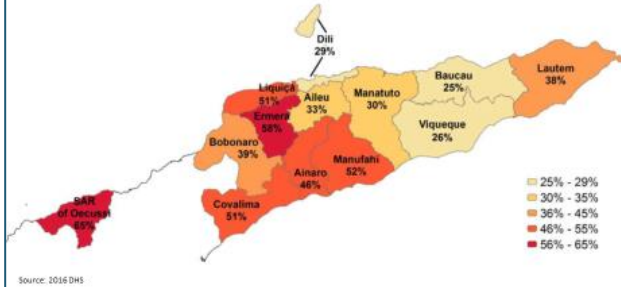 Dili
29%
Liquiçá
51%
Aileu
33%
Manatuto
30%
Baucau
25%
Lautem
38%
Ermera
58%
Viqueque
26%
Bobonaro
39%
Ainaro
46%
Manufahi
52%
Covalima
51%
SAR
of Oecussi
65%
25% - 29%
30% - 35%
36% - 45%
46% - 55%
56% - 65%
Source: 2016 DHS